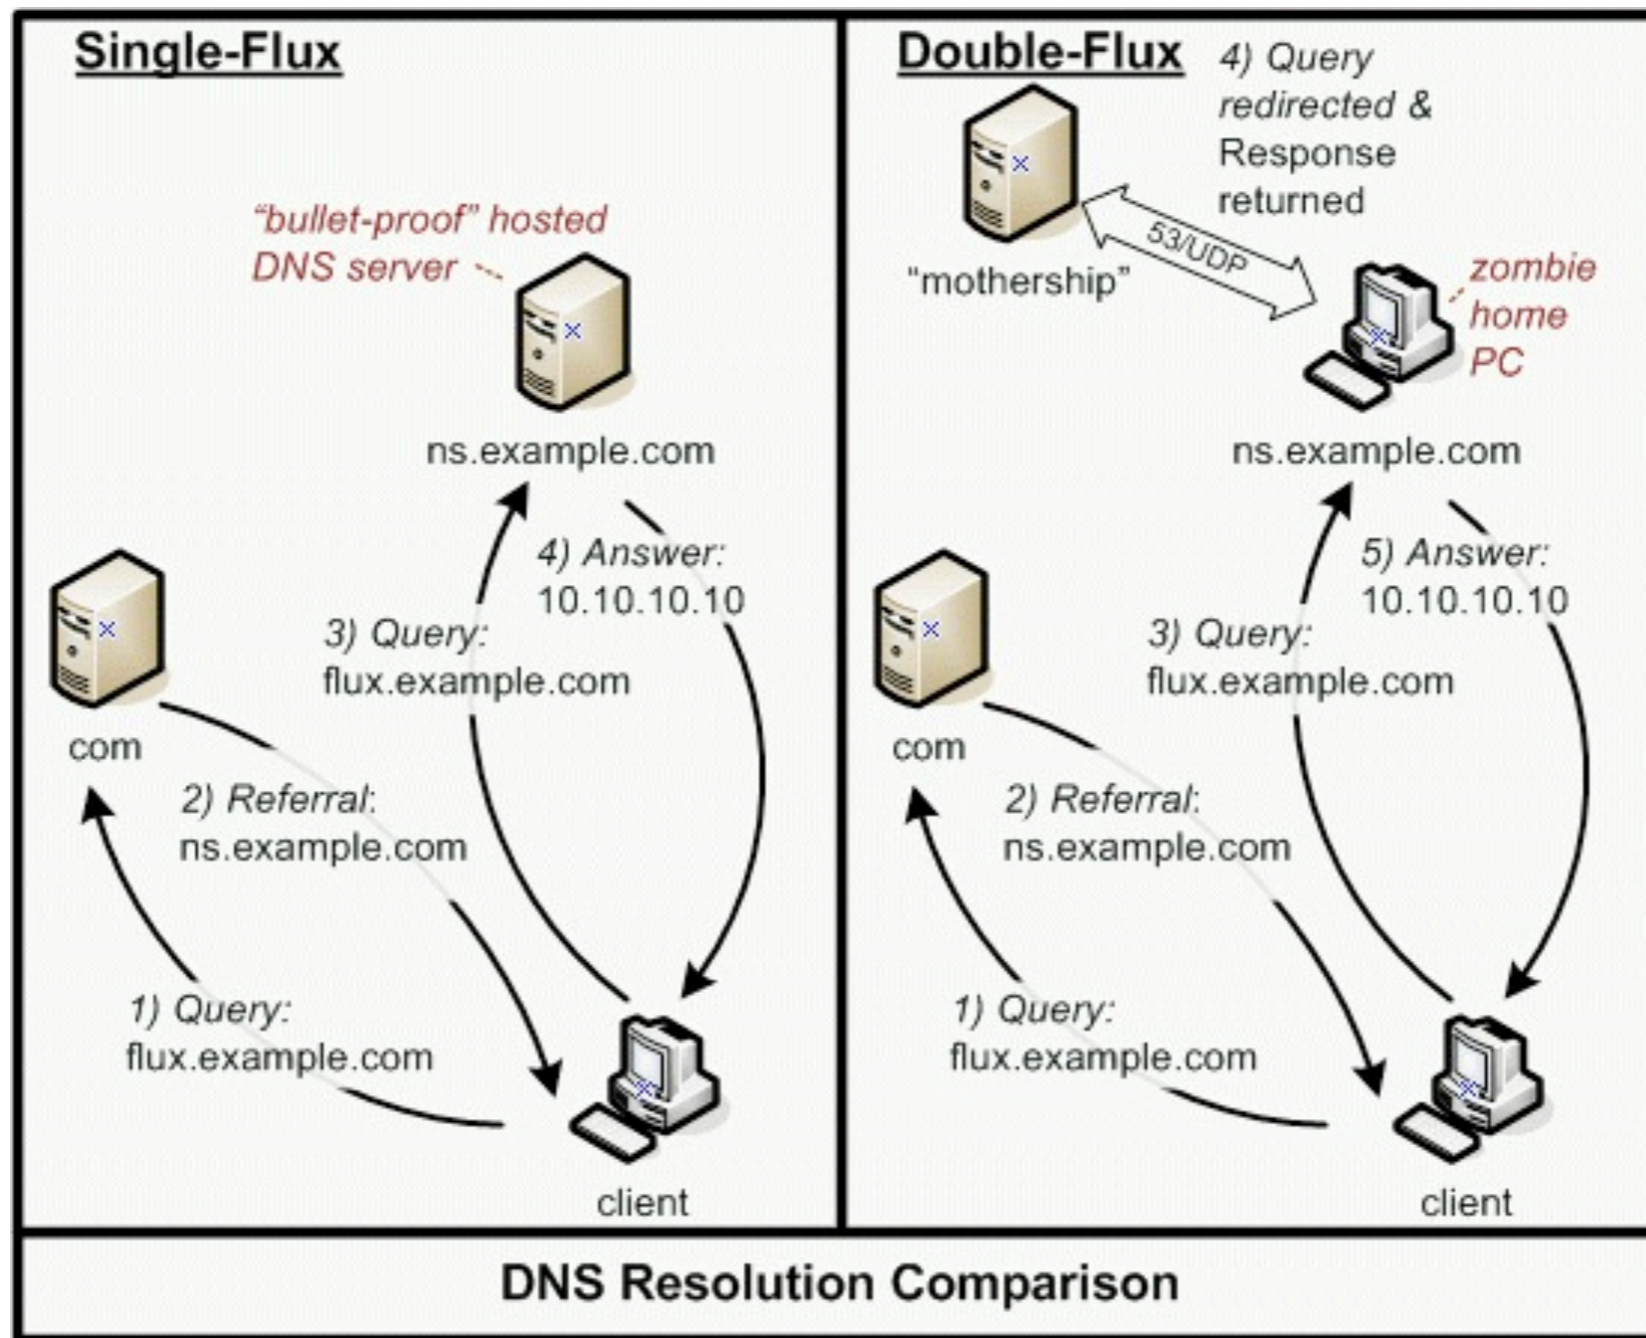 Single-Flux
“bullet-proof” hosted
DNS server
ns.example.com
4) Answer:
10.10.10.10
3) Query:
flux.example.com
com
2) Referral:
ns.example.com
1) Query:
flux.example.com
client
Double-Flux
4) Query
redirected &
Response
returned
53/UDP
“mothership”
zombie
home
PC
ns.example.com
5) Answer:
10.10.10.10
3) Query:
flux.example.com
com
2) Referral:
ns.example.com
1) Query:
flux.example.com
client
DNS Resolution Comparison